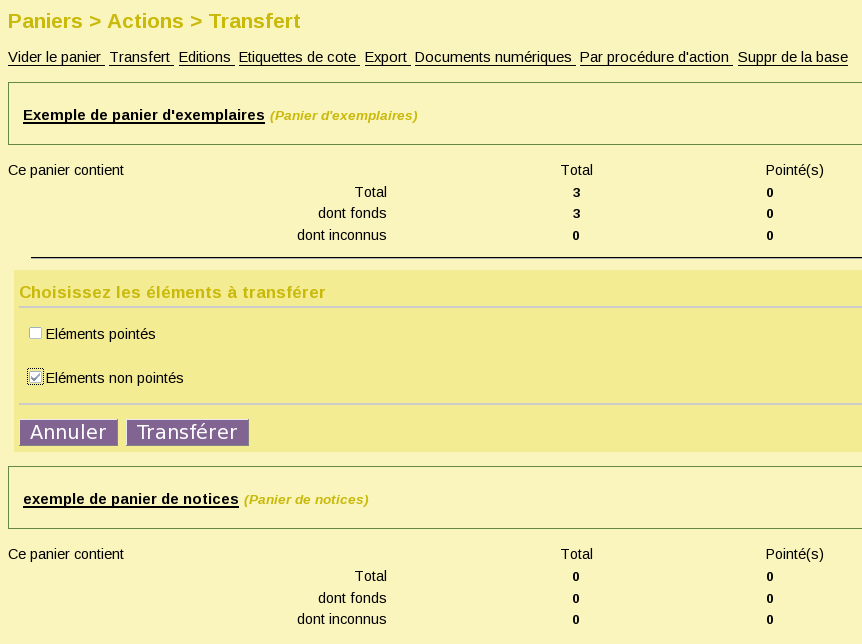 Paniers > Actions > Transfert
Vider le panier Transfert Editions Etiquettes de cote Export Documents numériques Par procédure d'action Suppr de la base
Exemple de panier d'exemplaires (Panier d'exemplaires)
Ce panier contient Total Pointé(s)
Total 3 0
dont fonds 3 0
dont inconnus 0 0
Choisissez les éléments à transférer
Eléments pointés
Eléments non pointés
Annuler Transférer
exemple de panier de notices (Panier de notices)
Ce panier contient Total Pointé(s)
Total 0 0
dont fonds 0 0
dont inconnus 0 0